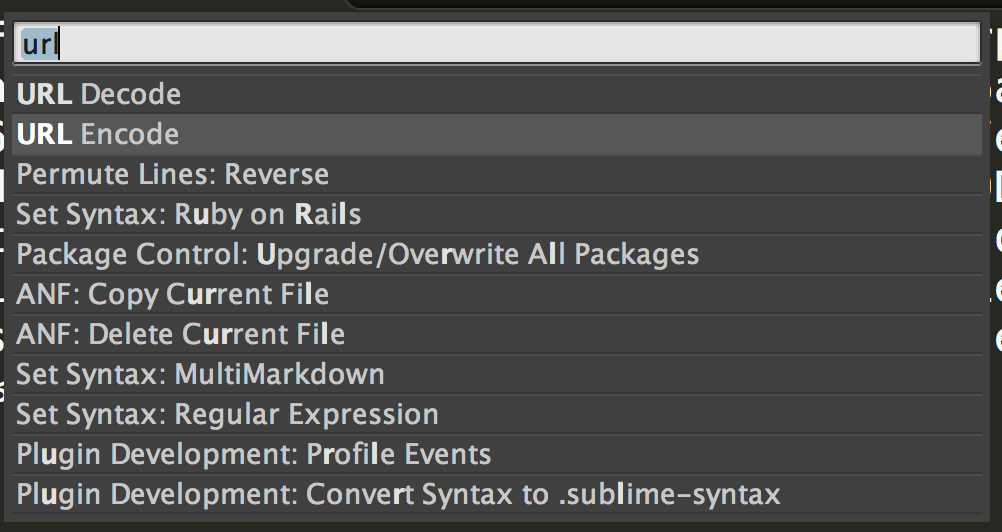 url
URL Decode
URL Encode
Permute Lines: Reverse
Set Syntax: Ruby on Rails
Package Control: Upgrade/Overwrite All Packages
ANF: Copy Current File
ANF: Delete Current File
Set Syntax: MultiMarkdown
Set Syntax: Regular Expression
Plugin Development: Profile Events
Plugin Development: Convert Syntax to .sublime-syntax